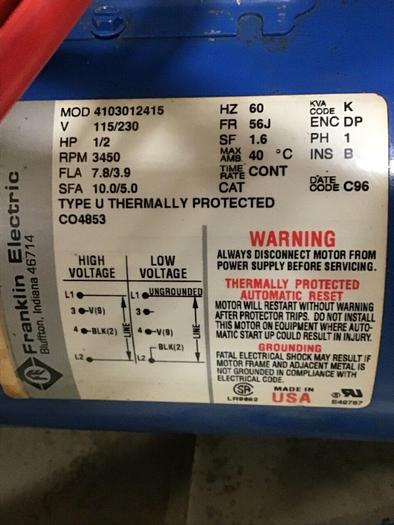 MOD 4103012415
V 115/230
HP 1/2
RPM 3450
FLA 7.8/3.9
SFA 10.0/5.0
HZ 60
FR 56J
SF 1.6
MAX AMB 40 °C
TIME RATE CONT
CAT
KVA CODE K
ENC DP
PH 1
INS B
DATE CODE C96
TYPE U THERMALLY PROTECTED
CO4853
Franklin Electric
Bluffton, Indiana 46714
HIGH VOLTAGE
L1
3 V(9)
4 BLK(2)
L2
LINE
LOW VOLTAGE
L1 UNGROUNDED
3
4 V(9)
BLK(2)
L2
LINE
WARNING
ALWAYS DISCONNECT MOTOR FROM
POWER SUPPLY BEFORE SERVICING.
THERMALLY PROTECTED
AUTOMATIC RESET
MOTOR WILL RESTART WITHOUT WARNING
AFTER PROTECTOR TRIPS. DO NOT INSTALL
THIS MOTOR ON EQUIPMENT WHERE AUTO-
MATIC START UP COULD RESULT IN INJURY.
GROUNDING
FATAL ELECTRICAL SHOCK MAY RESULT IF
MOTOR FRAME AND ADJACENT METAL IS
NOT GROUNDED IN COMPLIANCE WITH
ELECTRICAL CODE.
MADE IN
USA